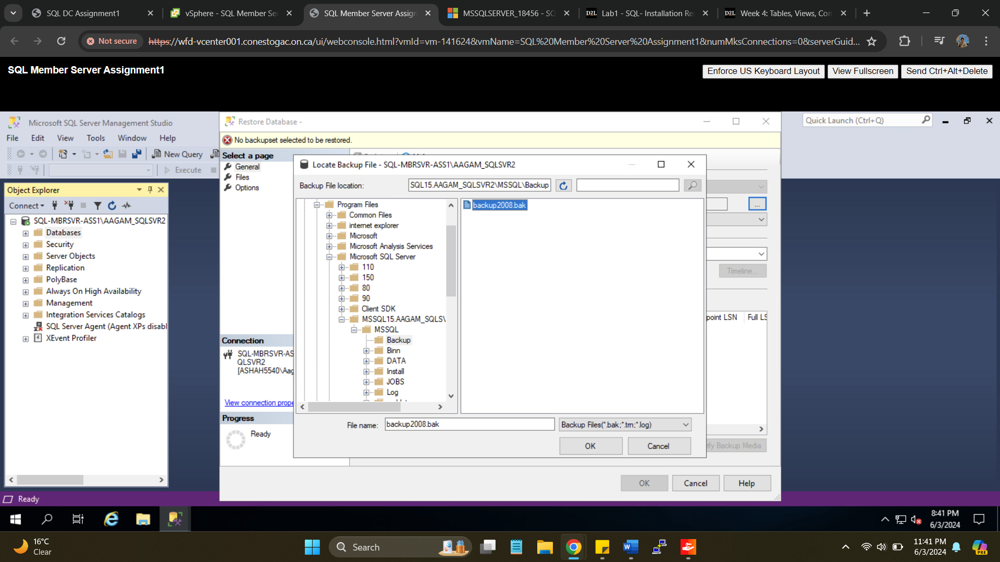 SQL DC Assignment1
vSphere - SQL Member Se
SQL Member Server Assign
MSSQLSERVER_18456 - SQ
D2L Lab1 - SQL- Installation Re
D2L Week 4: Tables, Views, Con
Not secure
https://wfd-vcenter001.conestogac.on.ca/ui/webconsole.html?vmId=vm-141624&vmName=SQL%20Member%20Server%20Assignment1&numMksConnections=0&serverGuid...
SQL Member Server Assignment1
Enforce US Keyboard Layout
View Fullscreen
Send Ctrl+Alt+Delete
Microsoft SQL Server Management Studio
Quick Launch (Ctrl+Q)
File Edit View Tools Window Help
New Query
Execute
Restore Database -
No backupset selected to be restored.
Select a page
General
Files
Options
Object Explorer
Connect
SQL-MBRSVR-ASS1\AAGAM_SQLSVR2
Databases
Security
Server Objects
Replication
PolyBase
Always On High Availability
Management
Integration Services Catalogs
SQL Server Agent (Agent XPs disabl
XEvent Profiler
Connection
SQL-MBRSVR-AS
QLSVR2
[ASHAH5540\Aag
View connection prope
Progress
Ready
Locate Backup File - SQL-MBRSVR-ASS1\AAGAM_SQLSVR2
Backup File location:
SQL15.AAGAM_SQLSVR2\MSSQL\Backup
Program Files
Common Files
internet explorer
Microsoft
Microsoft Analysis Services
Microsoft SQL Server
110
150
80
90
Client SDK
MSSQL15.AAGAM_SQLSV
MSSQL
Backup
Binn
DATA
Install
JOBS
Log
backup2008.bak
File name:
backup2008.bak
Backup Files(*.bak;*.trn;*.log)
OK
Cancel
...
Timeline...
point LSN
Full LS
ify Backup Media
OK
Cancel
Help
Ready
8:41 PM
6/3/2024
16°C
Clear
Search
PRE
11:41 PM
6/3/2024